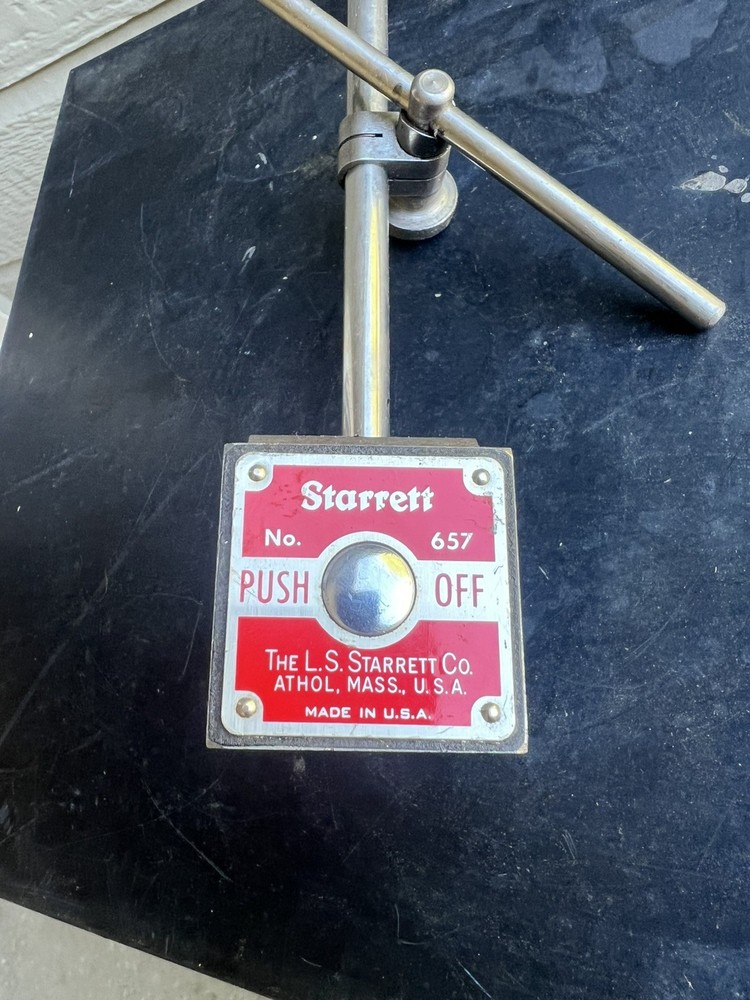 Starrett
No. 657
PUSH OFF
THE L.S. STARRETT CO.
ATHOL, MASS., U.S.A.
MADE IN U.S.A.